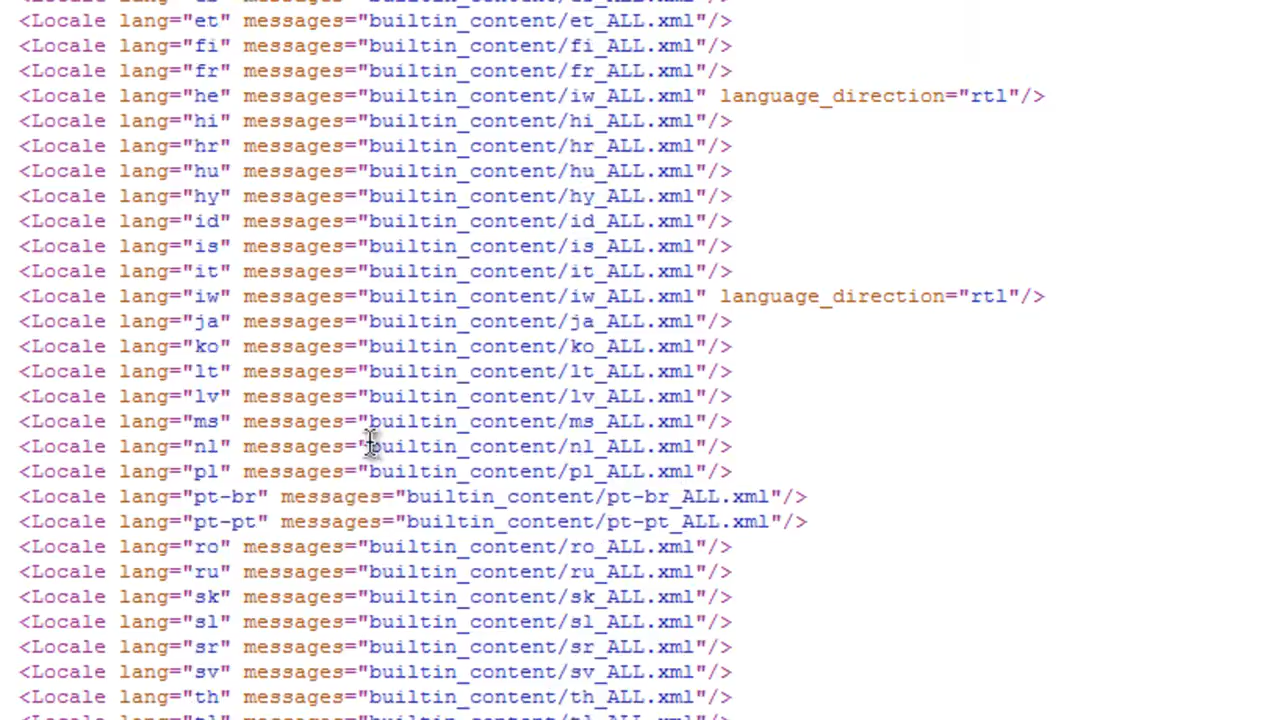 <Locale lang="et" messages="builtin_content/et_ALL.xml"/>
<Locale lang="fi" messages="builtin_content/fi_ALL.xml"/>
<Locale lang="fr" messages="builtin_content/fr_ALL.xml"/>
<Locale lang="he" messages="builtin_content/iw_ALL.xml" language_direction="rtl"/>
<Locale lang="hi" messages="builtin_content/hi_ALL.xml"/>
<Locale lang="hr" messages="builtin_content/hr_ALL.xml"/>
<Locale lang="hu" messages="builtin_content/hu_ALL.xml"/>
<Locale lang="hy" messages="builtin_content/hy_ALL.xml"/>
<Locale lang="id" messages="builtin_content/id_ALL.xml"/>
<Locale lang="is" messages="builtin_content/is_ALL.xml"/>
<Locale lang="it" messages="builtin_content/it_ALL.xml"/>
<Locale lang="iw" messages="builtin_content/iw_ALL.xml" language_direction="rtl"/>
<Locale lang="ja" messages="builtin_content/ja_ALL.xml"/>
<Locale lang="ko" messages="builtin_content/ko_ALL.xml"/>
<Locale lang="lt" messages="builtin_content/lt_ALL.xml"/>
<Locale lang="lv" messages="builtin_content/lv_ALL.xml"/>
<Locale lang="ms" messages="builtin_content/ms_ALL.xml"/>
<Locale lang="nl" messages="builtin_content/nl_ALL.xml"/>
<Locale lang="pl" messages="builtin_content/pl_ALL.xml"/>
<Locale lang="pt-br" messages="builtin_content/pt-br_ALL.xml"/>
<Locale lang="pt-pt" messages="builtin_content/pt-pt_ALL.xml"/>
<Locale lang="ro" messages="builtin_content/ro_ALL.xml"/>
<Locale lang="ru" messages="builtin_content/ru_ALL.xml"/>
<Locale lang="sk" messages="builtin_content/sk_ALL.xml"/>
<Locale lang="sl" messages="builtin_content/sl_ALL.xml"/>
<Locale lang="sr" messages="builtin_content/sr_ALL.xml"/>
<Locale lang="sv" messages="builtin_content/sv_ALL.xml"/>
<Locale lang="th" messages="builtin_content/th_ALL.xml"/>